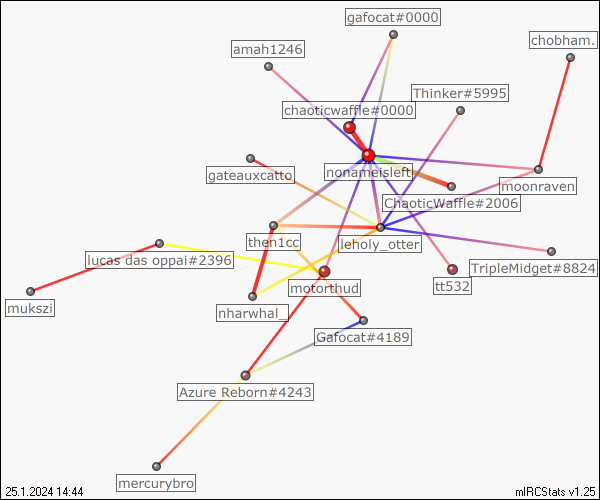 gafocat#0000
amah1246
chobham.
Thinker#5995
chaoticwaffle#0000
nonameisleft
gateauxcatto
moonraven
ChaoticWaffle#2006
then1cc
leholy_otter
lucas das oppai#2396
TripleMidget#8824
motorthud
tt532
mukszi
nharwhal_
Gafocat#4189
Azure Reborn#4243
mercurybro
25.1.2024 14:44
mIRCStats v1.25